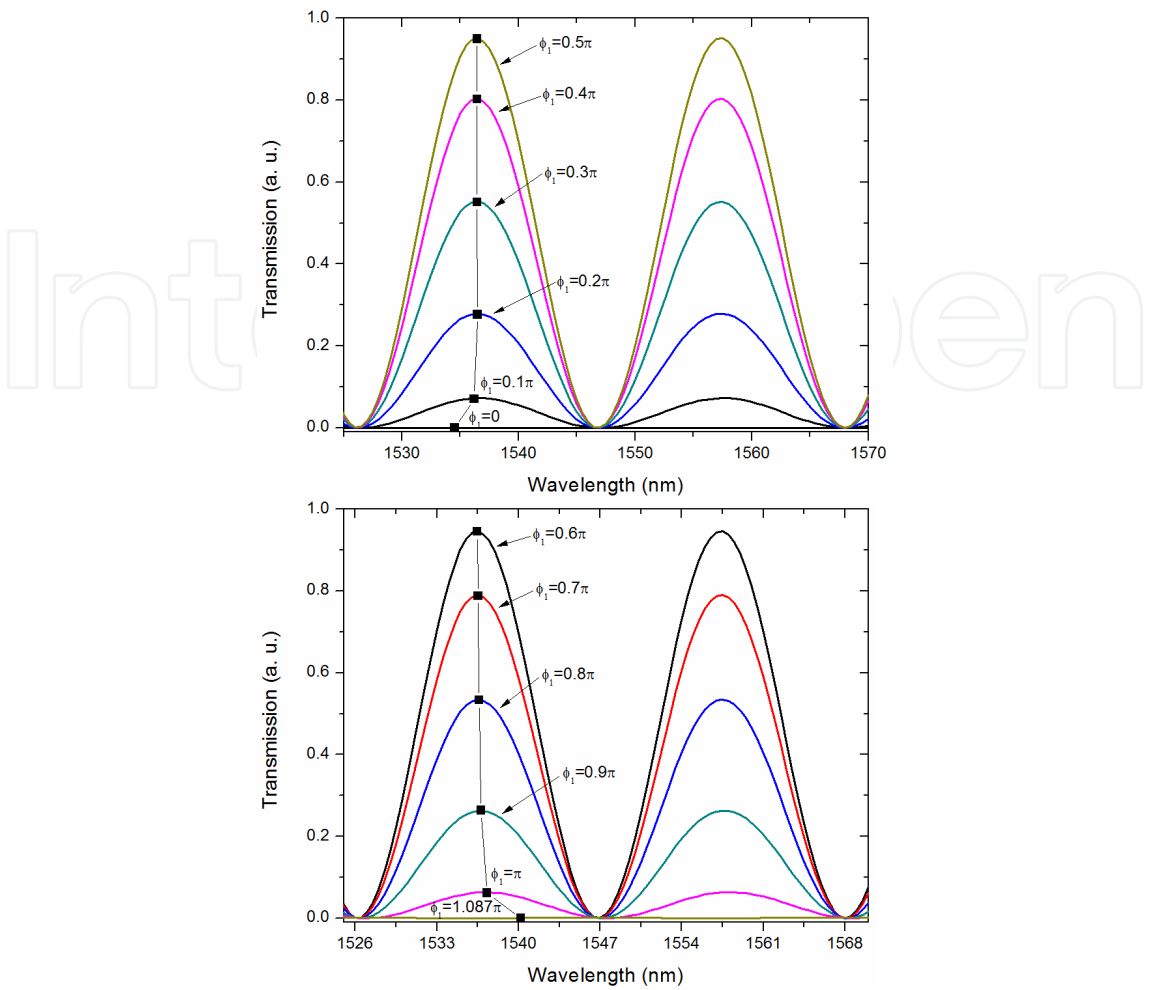 1.0
ϕ₁=0.5π
0.8
ϕ₁=0.4π
0.6
ϕ₁=0.3π
0.4
ϕ₁=0.2π
0.2
ϕ₁=0.1π
ϕ₁=0
0.0
Transmission (a. u.)
1530 1540 1550 1560 1570
Wavelength (nm)
1.0
ϕ₁=0.6π
0.8
ϕ₁=0.7π
0.6
ϕ₁=0.8π
0.4
ϕ₁=0.9π
0.2
ϕ₁=π
ϕ₁=1.087π
0.0
Transmission (a. u.)
1526 1533 1540 1547 1554 1561 1568
Wavelength (nm)